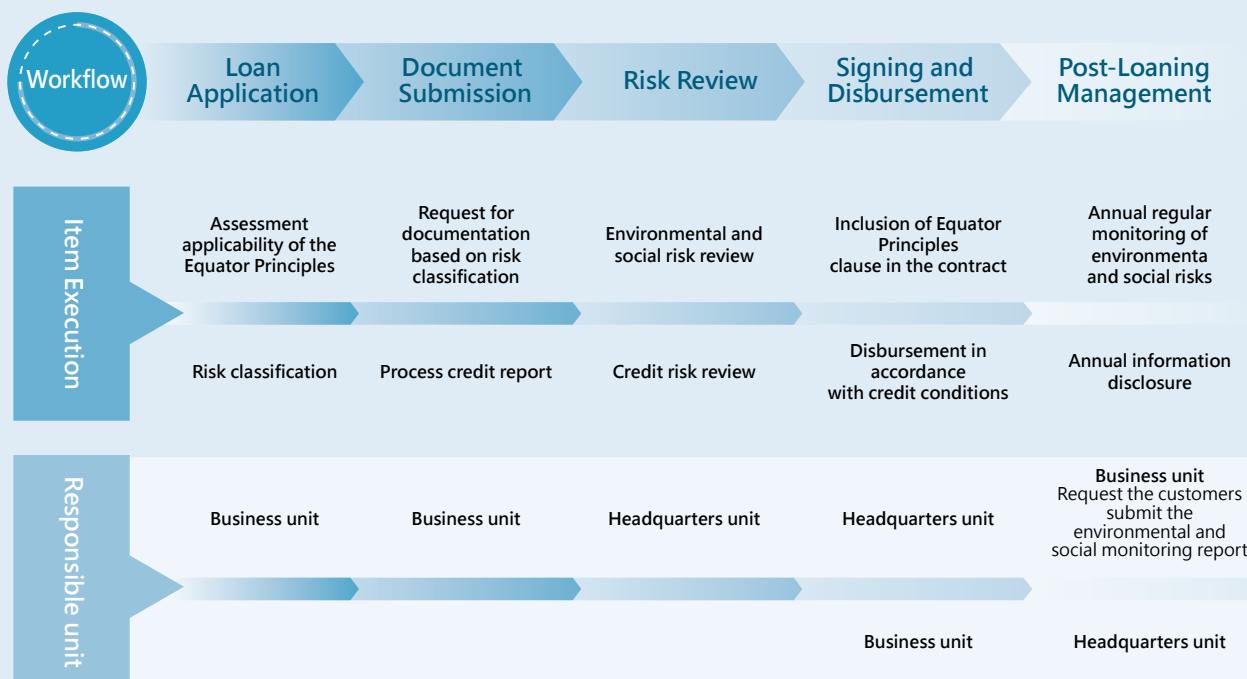 Workflow
Loan
Application
Document
Submission
Risk Review
Signing and
Disbursement
Post-Loaning
Management
Item Execution
Assessment
applicability of the
Equator Principles
Request for
documentation
based on risk
classification
Environmental and
social risk review
Inclusion of Equator
Principles
clause in the contract
Annual regular
monitoring of
environmenta
and social risks
Risk classification
Process credit report
Credit risk review
Disbursement in
accordance
with credit conditions
Annual information
disclosure
Responsible unit
Business unit
Business unit
Headquarters unit
Headquarters unit
Business unit
Request the customers
submit the
environmental and
social monitoring report
Business unit
Headquarters unit